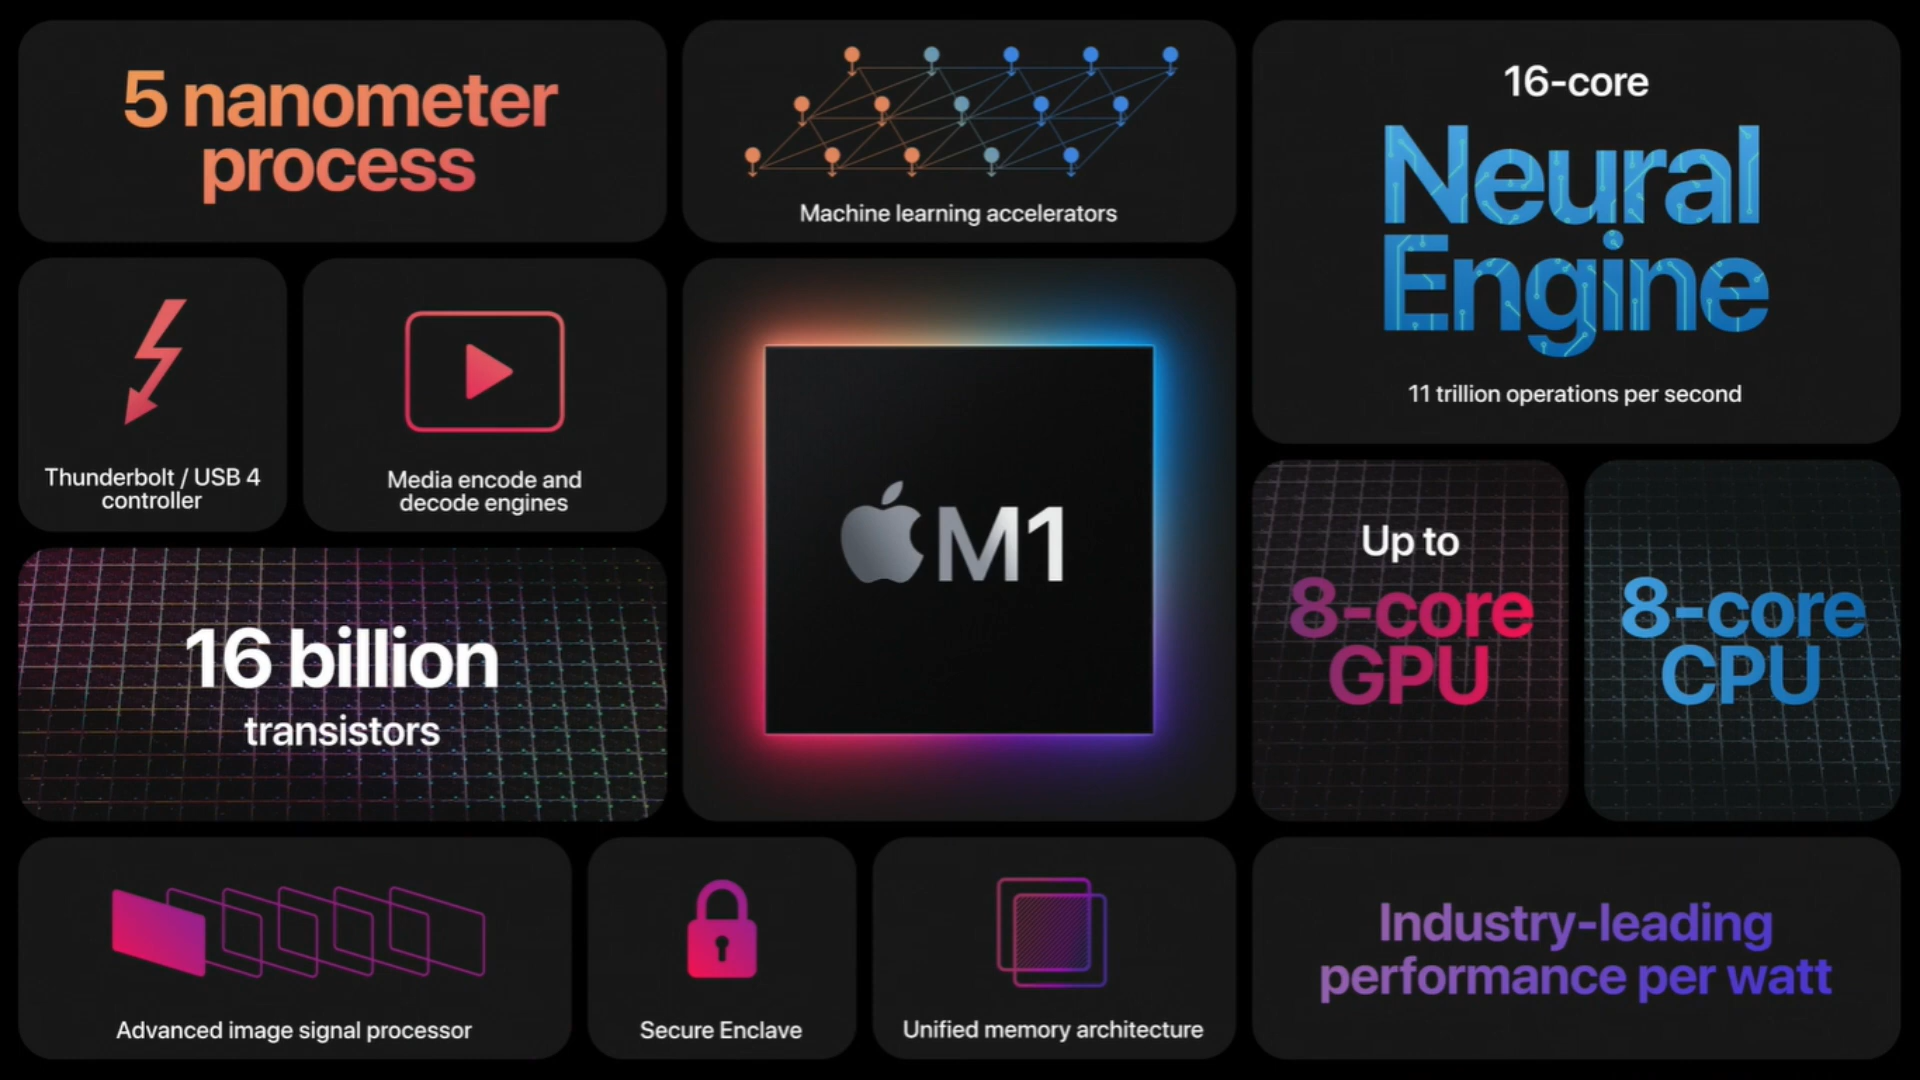 5 nanometer
process
Machine learning accelerators
16-core
Neural
Engine
11 trillion operations per second
Thunderbolt / USB 4
controller
Media encode and
decode engines
M1
Up to
8-core
GPU
8-core
CPU
16 billion
transistors
Advanced image signal processor
Secure Enclave
Unified memory architecture
Industry-leading
performance per watt